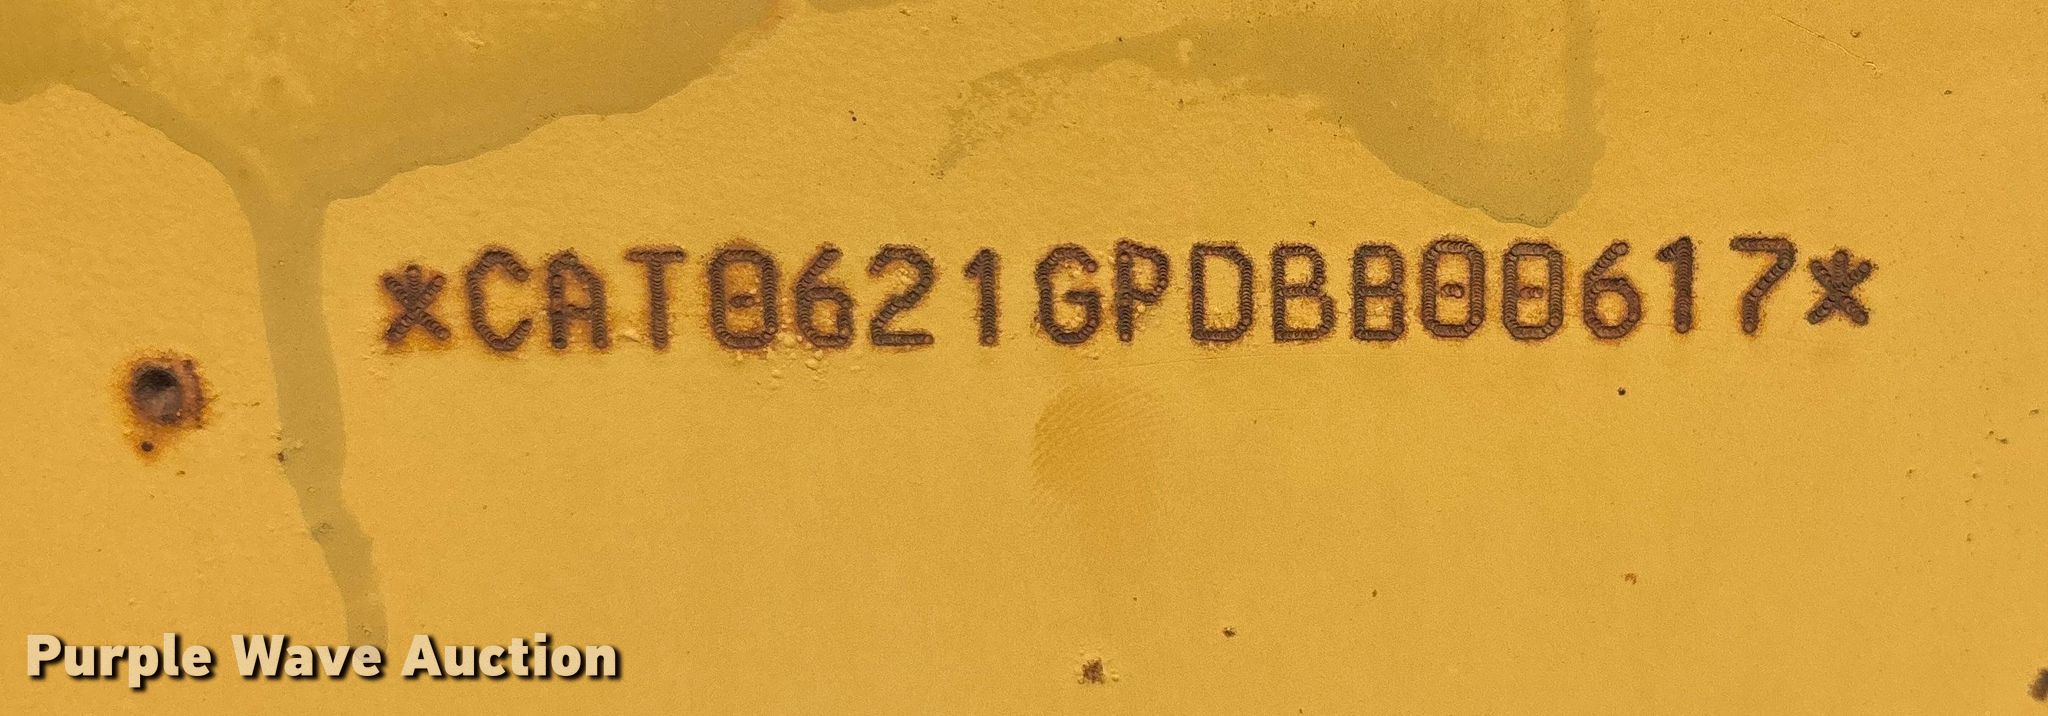 *CAT0621GPDBB00617*
Purple Wave Auction